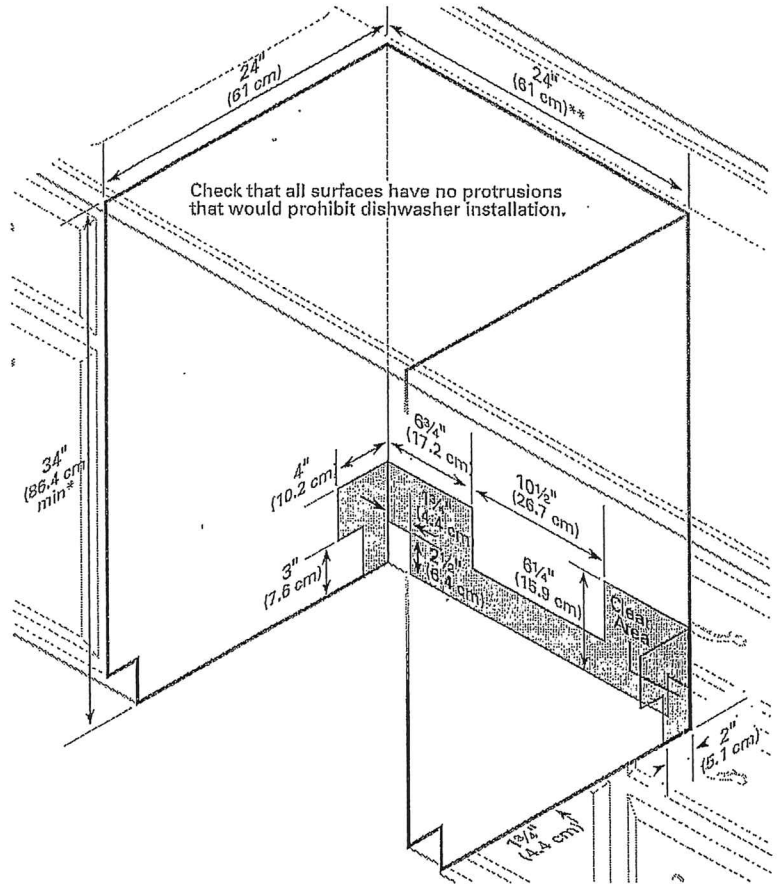 24"
(61 cm)
24"
(61 cm)**
Check that all surfaces have no protrusions
that would prohibit dishwasher installation.
34"
(86.4 cm
min*
4"
(10.2 cm)
6¾"
(17.2 cm)
10½"
(26.7 cm)
1¾"
(4.4 cm)
3"
(7.6 cm)
2½"
(6.4 cm)
6¼"
(15.9 cm)
Clear
Area
2"
(5.1 cm)
1¾"
(4.4 cm)